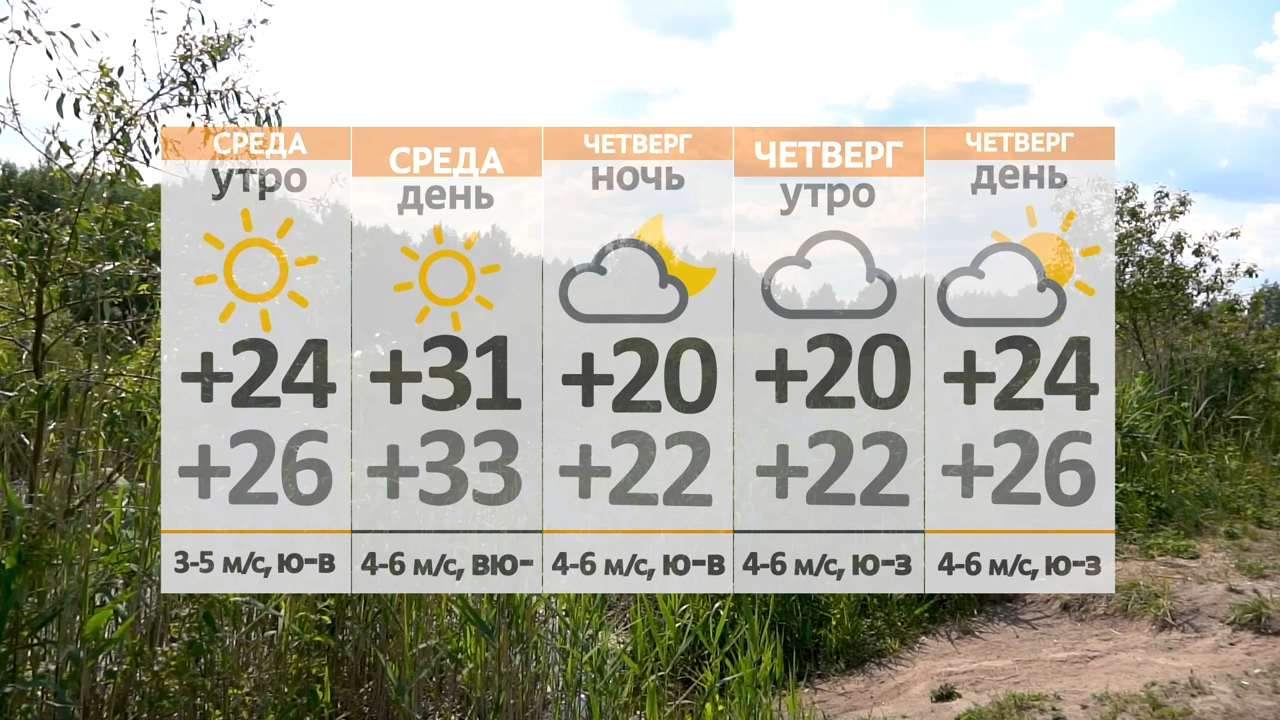 СРЕДА
утро
+24
+26
3-5 м/с, Ю-В
СРЕДА
день
+31
+33
4-6 м/с, ВЮ-
ЧЕТВЕРГ
ночь
+20
+22
4-6 м/с, Ю-В
ЧЕТВЕРГ
утро
+20
+22
4-6 м/с, Ю-З
ЧЕТВЕРГ
день
+24
+26
4-6 м/с, Ю-З